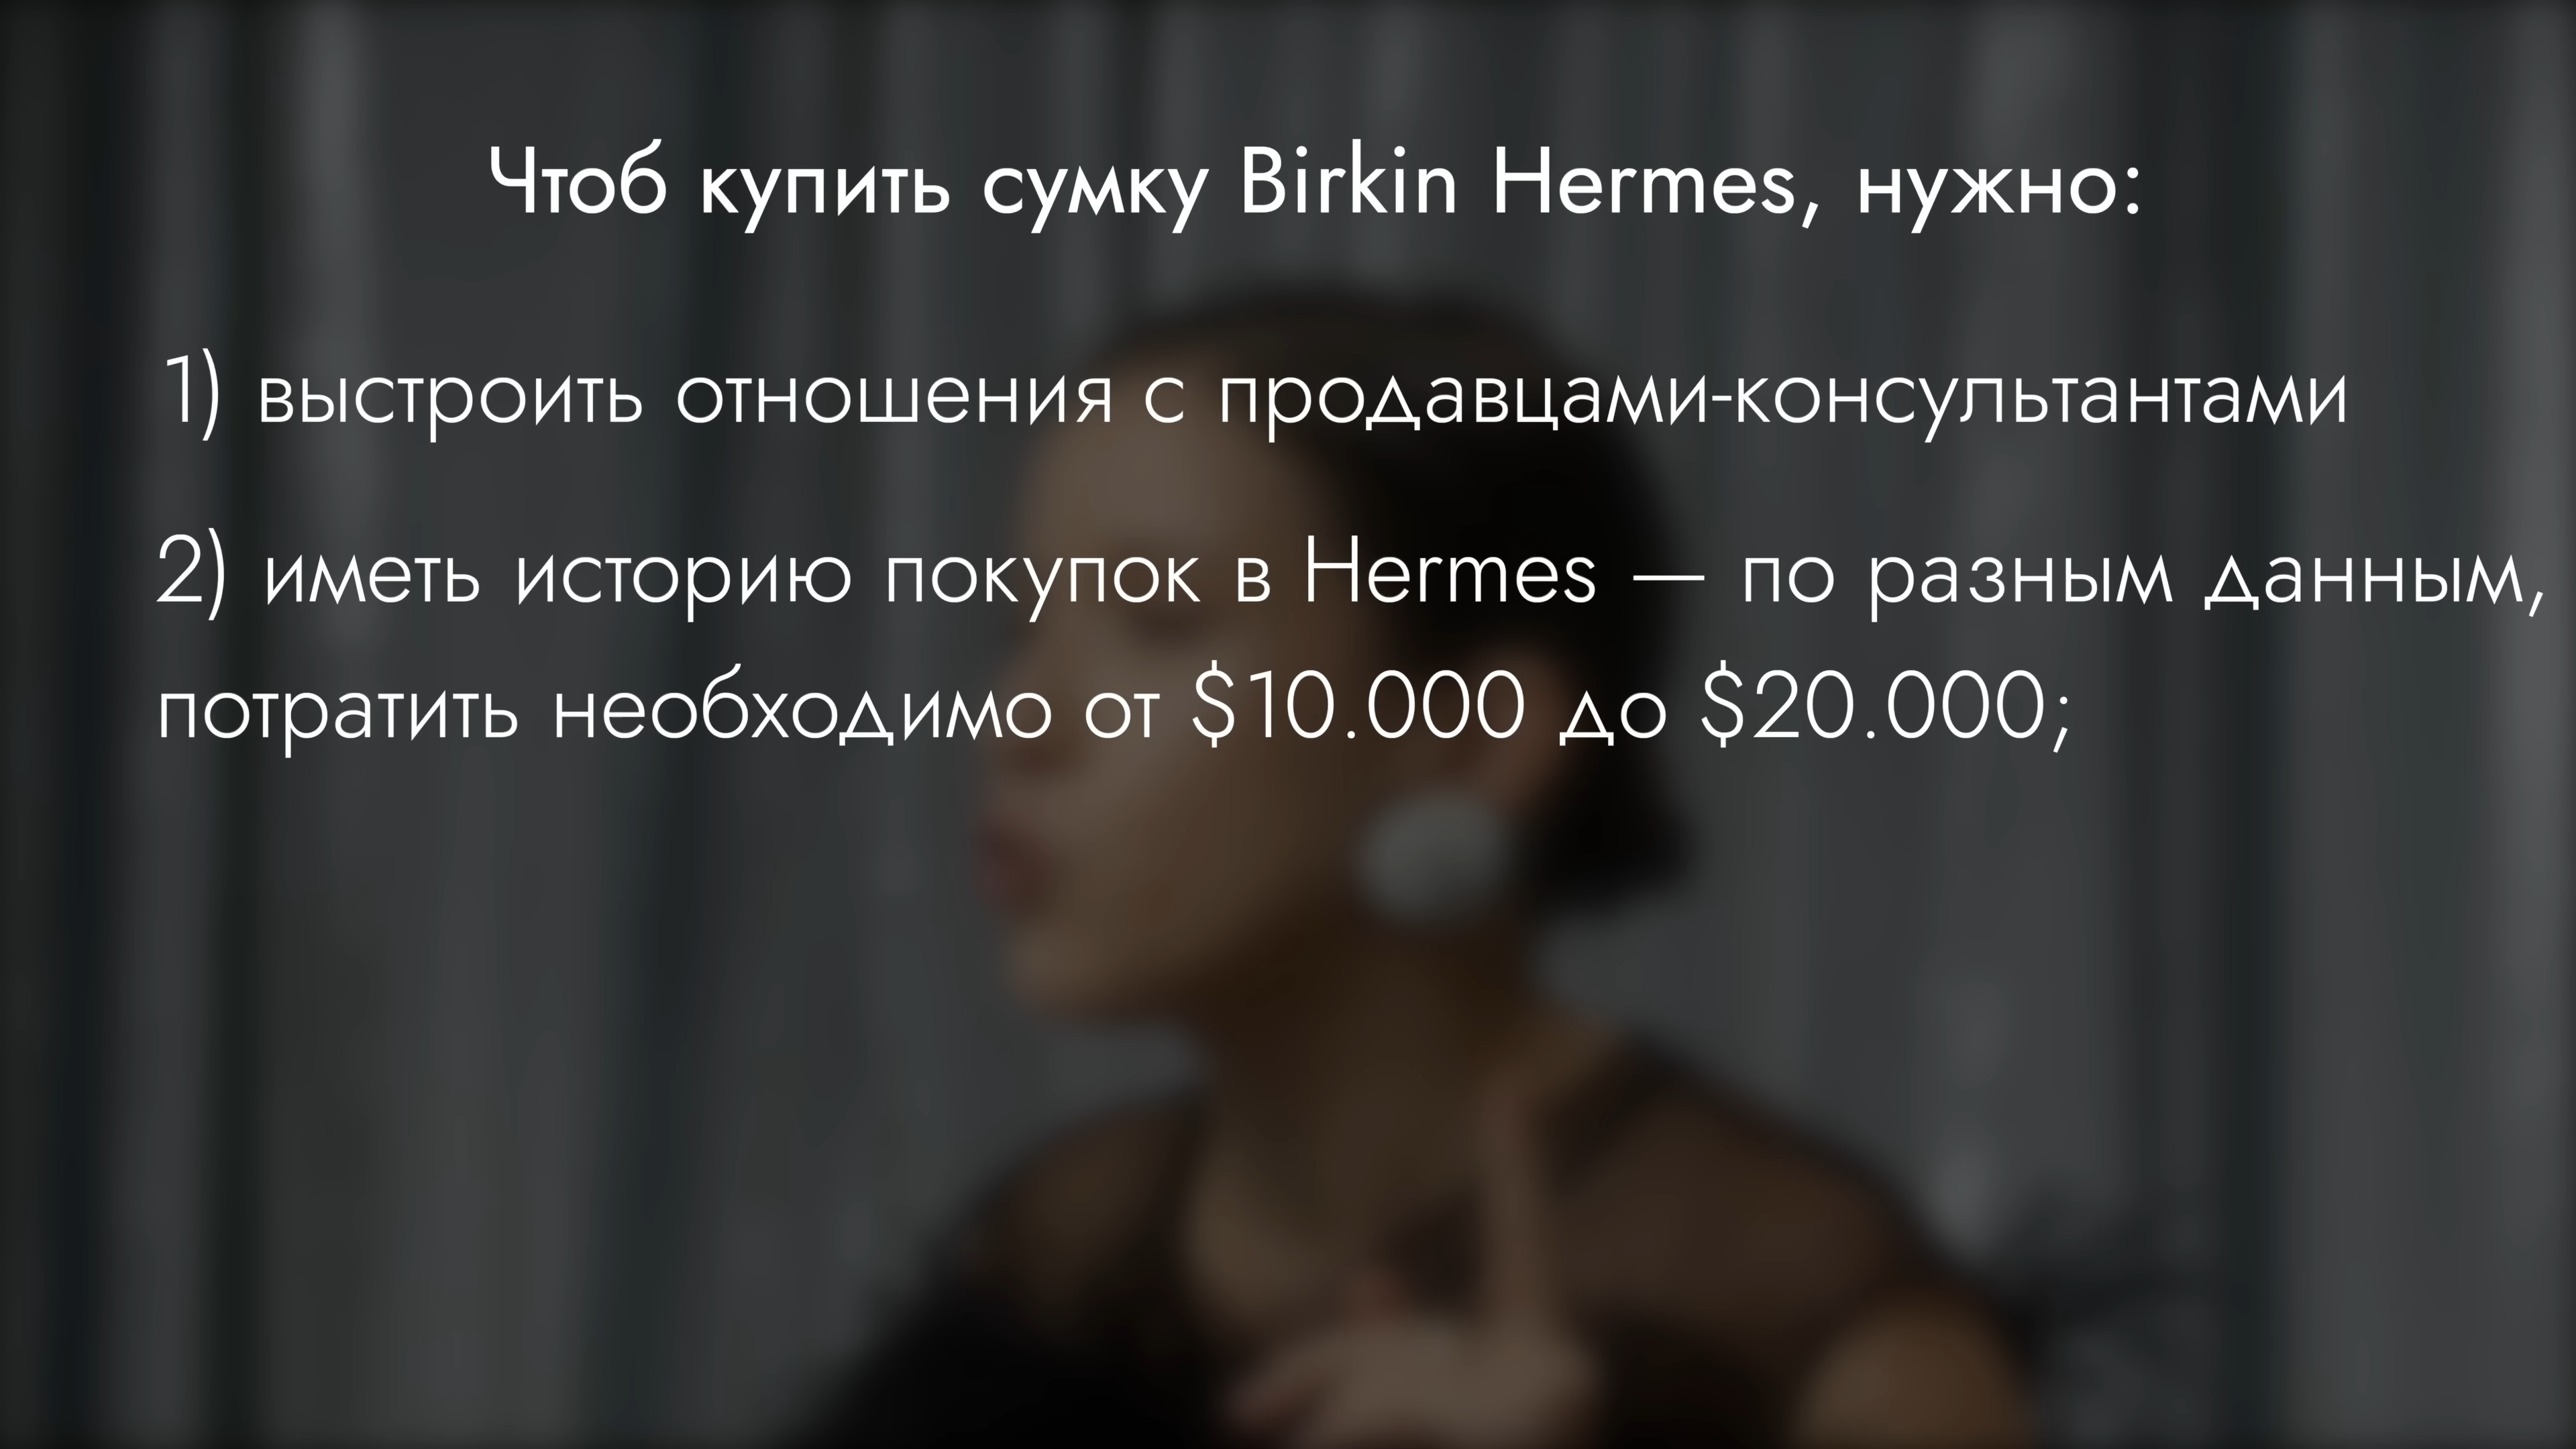 Чтоб купить сумку Birkin Hermes, нужно:
1) выстроить отношения с продавцами-консультантами
2) иметь историю покупок в Hermes — по разным данным,
потратить необходимо от $10.000 до $20.000;